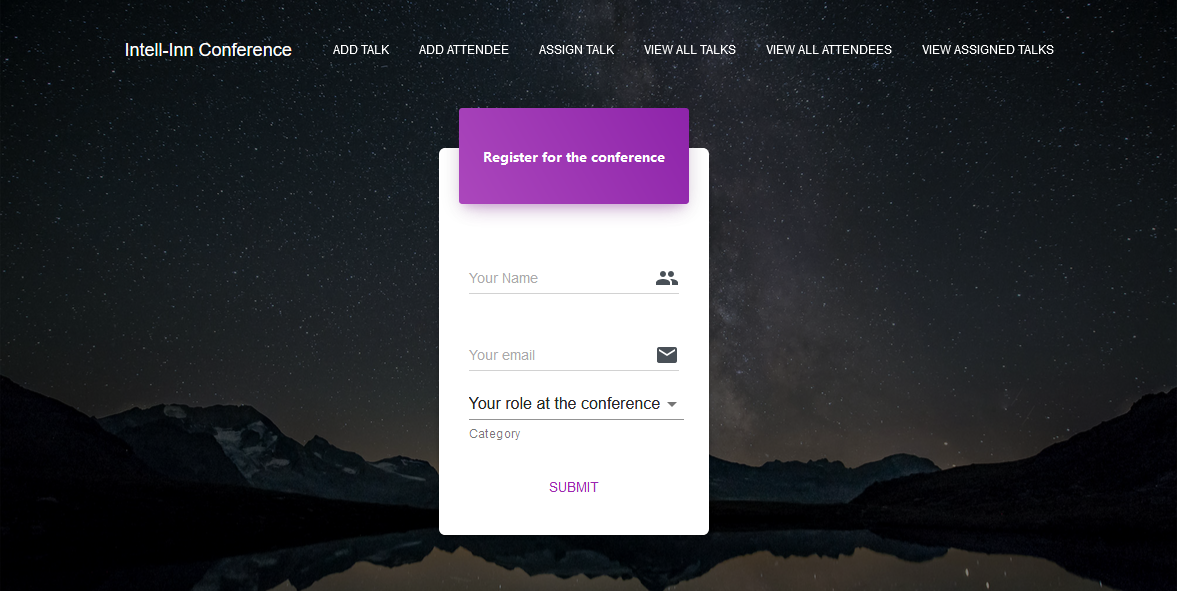 Intell-Inn Conference
ADD TALK
ADD ATTENDEE
ASSIGN TALK
VIEW ALL TALKS
VIEW ALL ATTENDEES
VIEW ASSIGNED TALKS
Register for the conference
Your Name
Your email
Your role at the conference
Category
SUBMIT